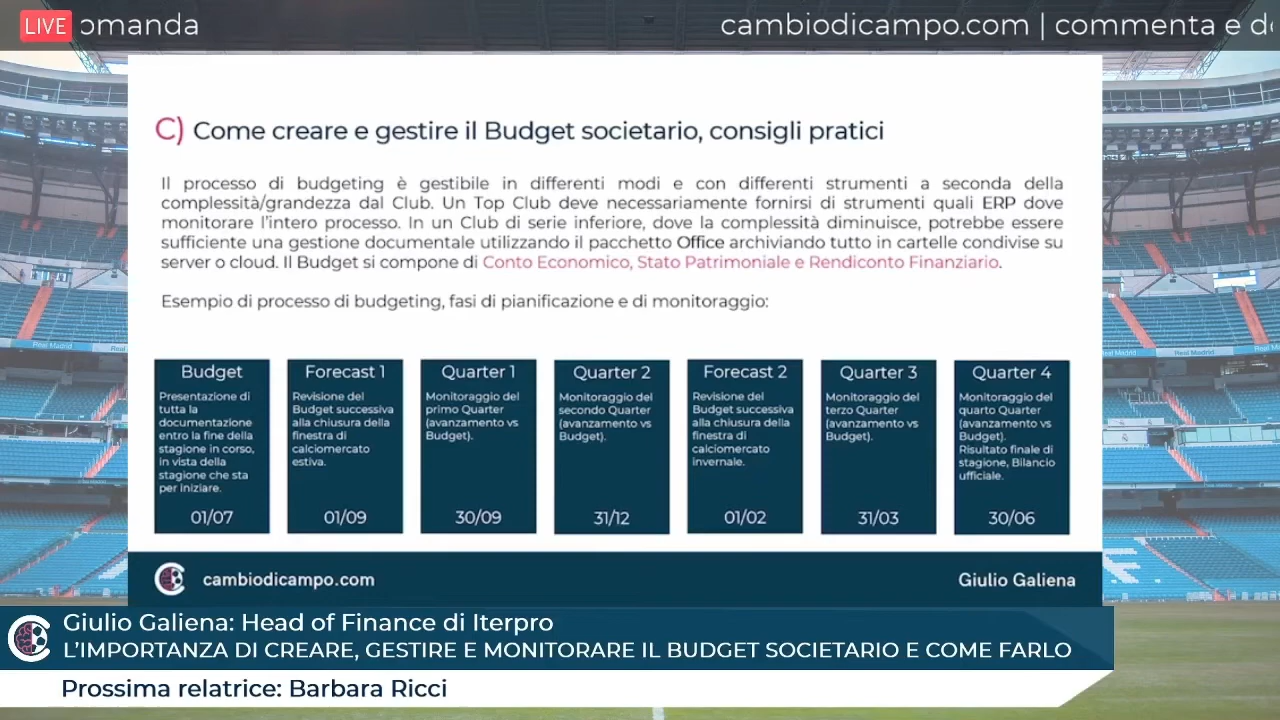 LIVE
omanda
cambiodicampo.com | commenta e do
C) Come creare e gestire il Budget societario, consigli pratici
Il processo di budgeting è gestibile in differenti modi e con differenti strumenti a seconda della
complessità/grandezza dal Club. Un Top Club deve necessariamente fornirsi di strumenti quali ERP dove
monitorare l'intero processo. In un Club di serie inferiore, dove la complessità diminuisce, potrebbe essere
sufficiente una gestione documentale utilizzando il pacchetto Office archiviando tutto in cartelle condivise su
server o cloud. Il Budget si compone di Conto Economico, Stato Patrimoniale e Rendiconto Finanziario.
Esempio di processo di budgeting, fasi di pianificazione e di monitoraggio:
Budget
Presentazione di
tutta la
documentazione
entro la fine della
stagione in corso,
in vista della
stagione che sta
per iniziare.
01/07
Forecast 1
Revisione del
Budget successiva
alla chiusura della
finestra di
calciomercato
estiva.
01/09
Quarter 1
Monitoraggio del
primo Quarter
(avanzamento vs
Budget).
30/09
Quarter 2
Monitoraggio del
secondo Quarter
(avanzamento vs
Budget).
31/12
Forecast 2
Revisione del
Budget successiva
alla chiusura della
finestra di
calciomercato
invernale.
01/02
Quarter 3
Monitoraggio del
terzo Quarter
(avanzamento vs
Budget).
31/03
Quarter 4
Monitoraggio del
quarto Quarter
(avanzamento vs
Budget).
Risultato finale di
stagione, Bilancio
ufficiale.
30/06
Real Madrid
Real Madrid
Real Madrid
cambiodicampo.com
Giulio Galiena
Giulio Galiena: Head of Finance di Iterpro
L'IMPORTANZA DI CREARE, GESTIRE E MONITORARE IL BUDGET SOCIETARIO E COME FARLO
Prossima relatrice: Barbara Ricci